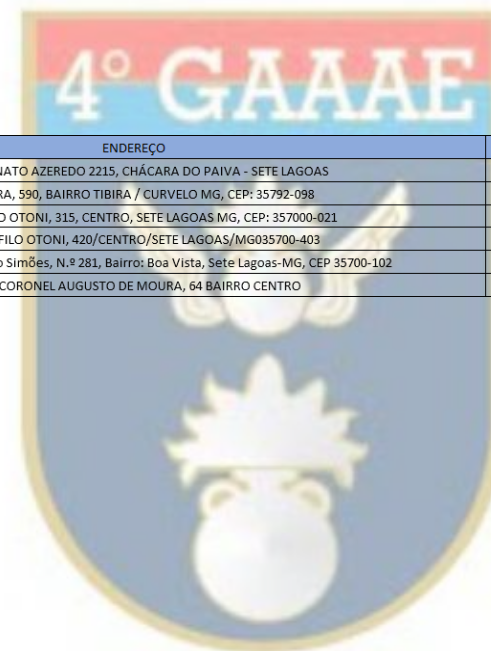 4° GAAAE
ENDEREÇO
NATO AZEREDO 2215, CHÁCARA DO PAIVA - SETE LAGOAS
RA, 590, BAIRRO TIBIRA / CURVELO MG, CEP: 35792-098
O OTONI, 315, CENTRO, SETE LAGOAS MG, CEP: 357000-021
FILO OTONI, 420/CENTRO/SETE LAGOAS/MG035700-403
o Simões, N.º 281, Bairro: Boa Vista, Sete Lagoas-MG, CEP 35700-102
CORONEL AUGUSTO DE MOURA, 64 BAIRRO CENTRO